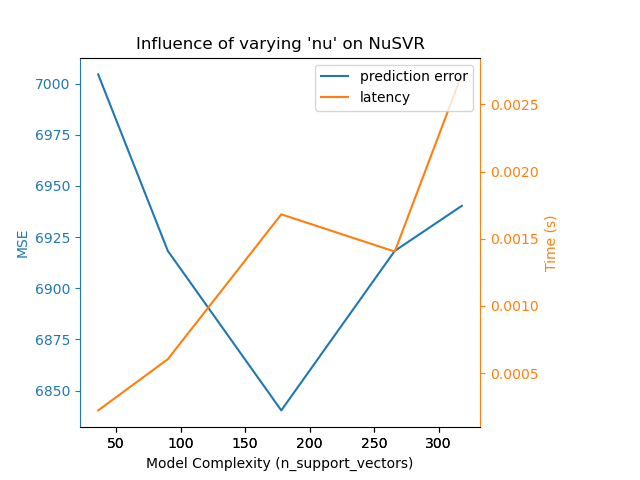 Influence of varying 'nu' on NuSVR
prediction error
latency
7000
6975
6950
6925
6900
6875
6850
MSE
0.0025
0.0020
0.0015
0.0010
0.0005
Time (s)
50 100 150 200 250 300
Model Complexity (n_support_vectors)